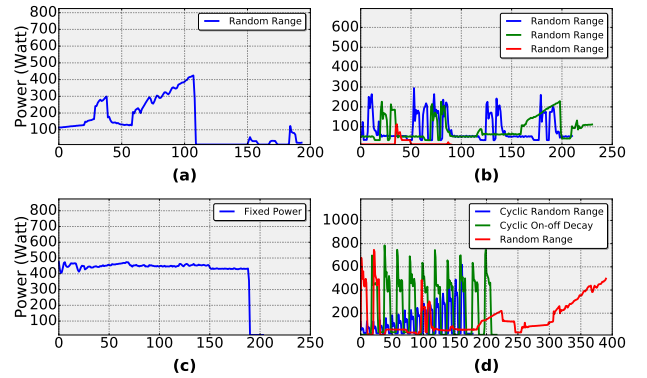 800
700
600
500
400
300
200
100
Power (Watt)
Random Range
0 50 100 150 200
(a)
600
500
400
300
200
100
Random Range
Random Range
Random Range
0 50 100 150 200 250
(b)
800
700
600
500
400
300
200
100
Power (Watt)
Fixed Power
0 50 100 150 200 250
(c)
1000
800
600
400
200
Cyclic Random Range
Cyclic On-off Decay
Random Range
0 50 100 150 200 250 300 350 400
(d)